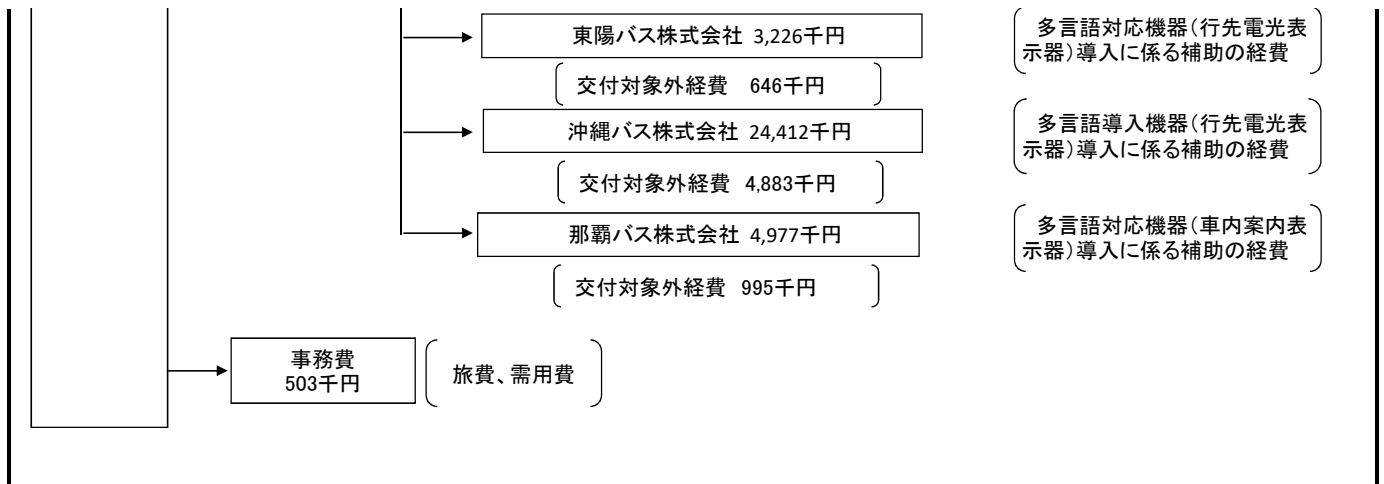 東陽バス株式会社 3,226千円
多言語対応機器(行先電光表
示器)導入に係る補助の経費
交付対象外経費 646千円
沖縄バス株式会社 24,412千円
多言語導入機器(行先電光表
示器)導入に係る補助の経費
交付対象外経費 4,883千円
那覇バス株式会社 4,977千円
多言語対応機器(車内案内表
示器)導入に係る補助の経費
交付対象外経費 995千円
事務費
503千円
旅費、需用費